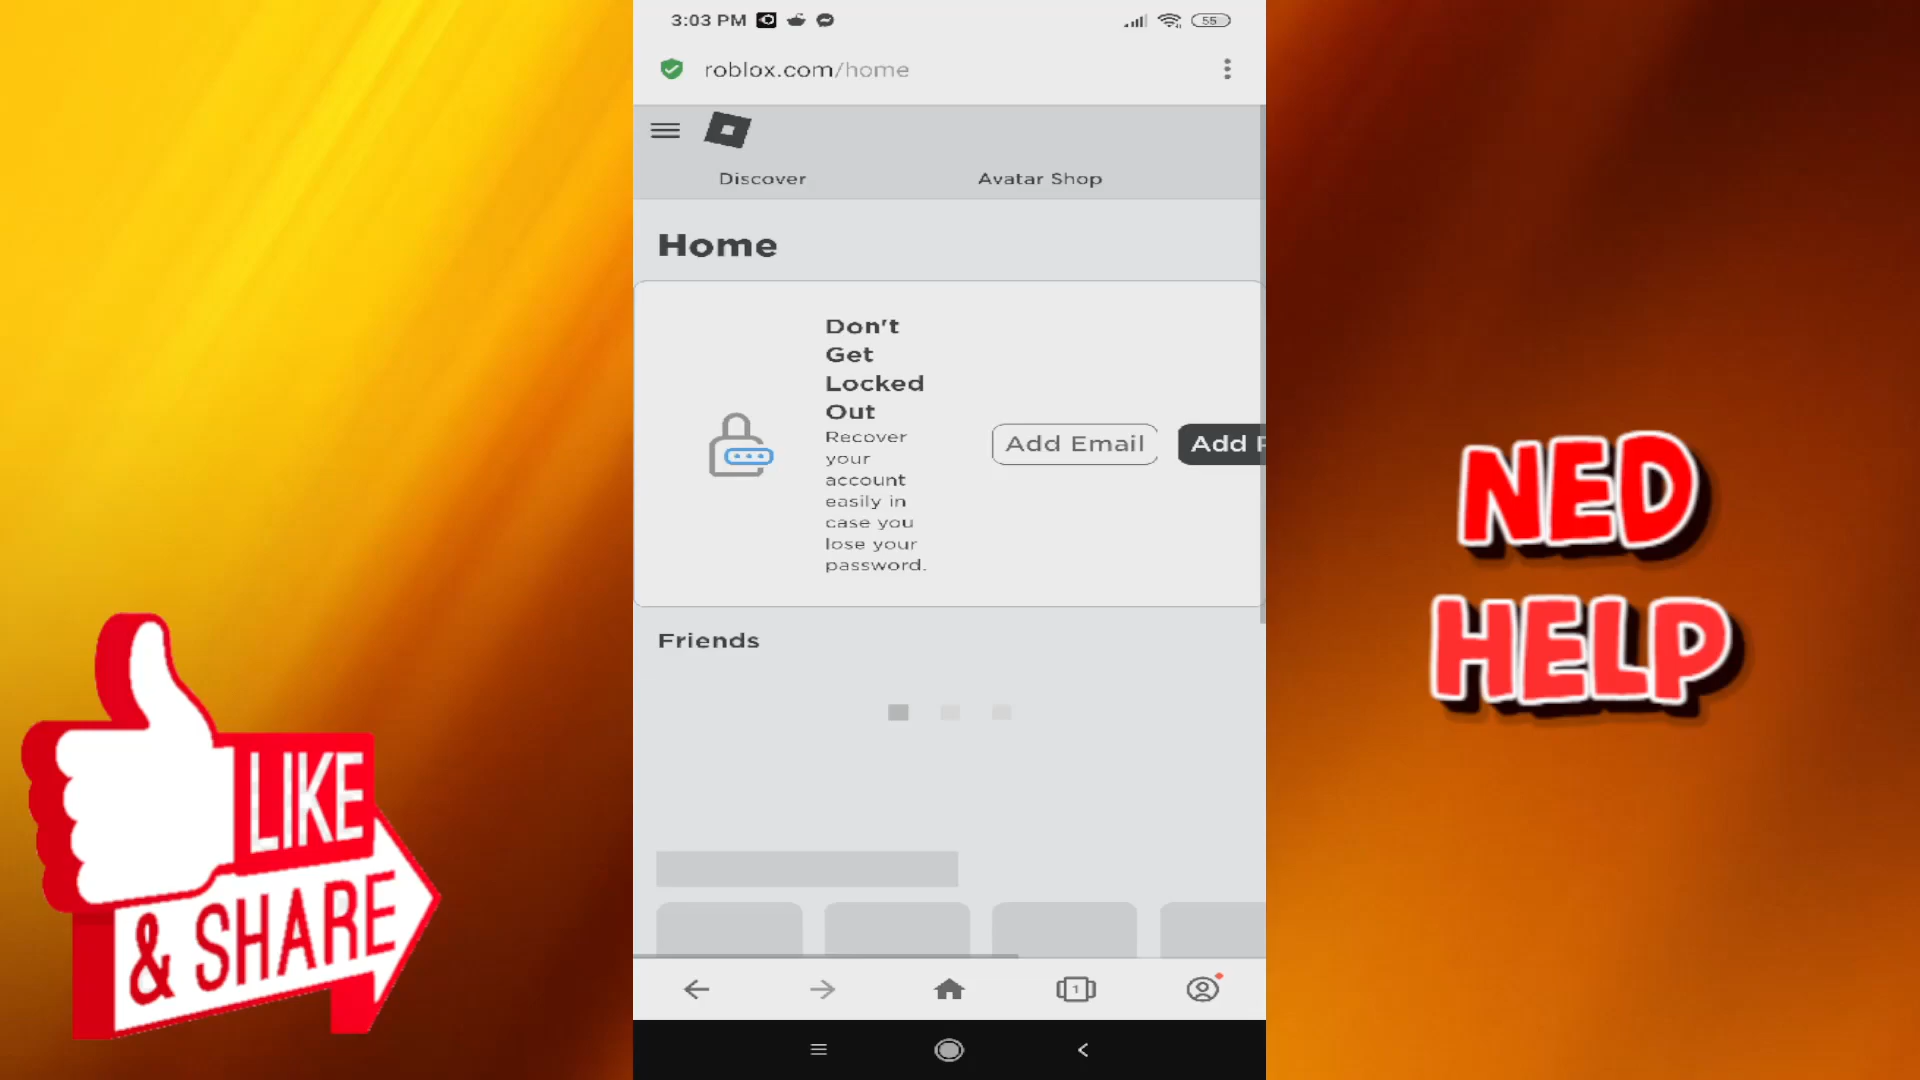 3:03 PM
55
roblox.com/home
Discover
Avatar Shop
Home
Don't
Get
Locked
Out
Recover
your
account
easily in
case you
lose your
password.
Add Email
Add
Friends
1
LIKE
& SHARE
NED
HELP